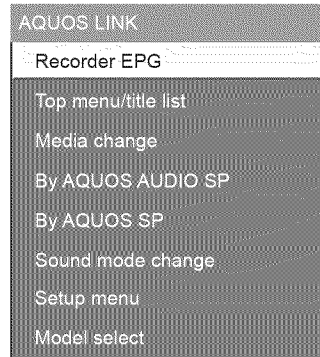 AQUOS LINK
Recorder EPG
Top menu/title list
Media change
By AQUOS AUDIO SP
By AQUOS SP
Sound mode change
Setup menu
Model select